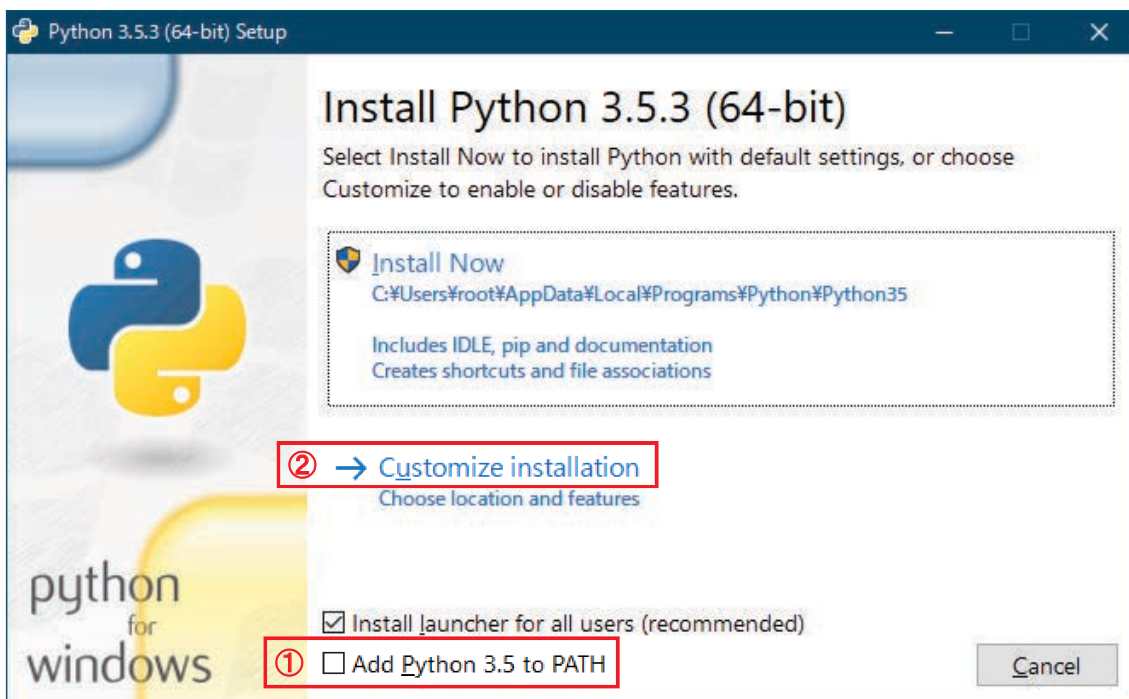 Python 3.5.3 (64-bit) Setup
Install Python 3.5.3 (64-bit)
Select Install Now to install Python with default settings, or choose
Customize to enable or disable features.
Install Now
C:¥Users¥root¥AppData¥Local¥Programs¥Python¥Python35
Includes IDLE, pip and documentation
Creates shortcuts and file associations
② → Customize installation
Choose location and features
python
for
windows
Install launcher for all users (recommended)
① Add Python 3.5 to PATH
Cancel